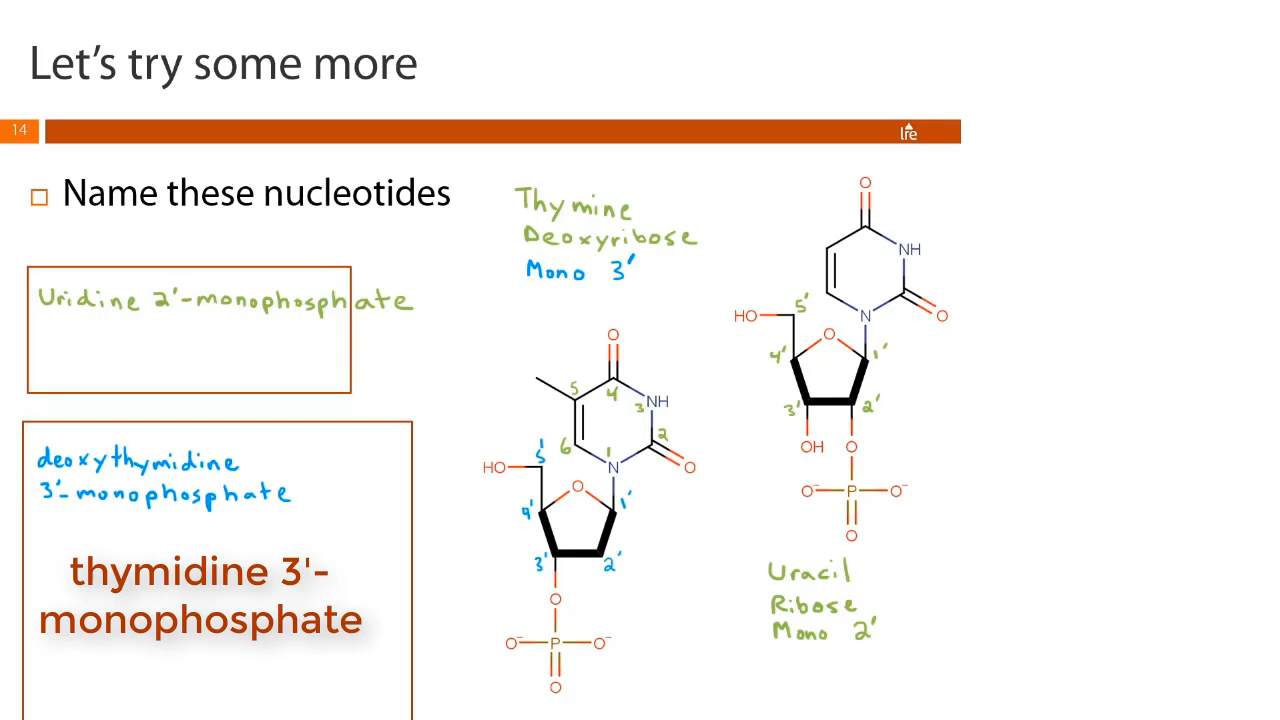 Let's try some more
14
lre
Name these nucleotides
Uridine 2'-monophosphate
deoxythymidine
3'-monophosphate
thymidine 3'-
monophosphate
Thymine
Deoxyribose
Mono 3'
O
5
4
NH
3
6
2
1
N
O
HO
5'
O
4'
1'
3'
2'
O
O⁻
P
O⁻
O
O
NH
N
O
HO
5'
O
4'
1'
3'
2'
OH
O
O⁻
P
O⁻
O
Uracil
Ribose
Mono 2'